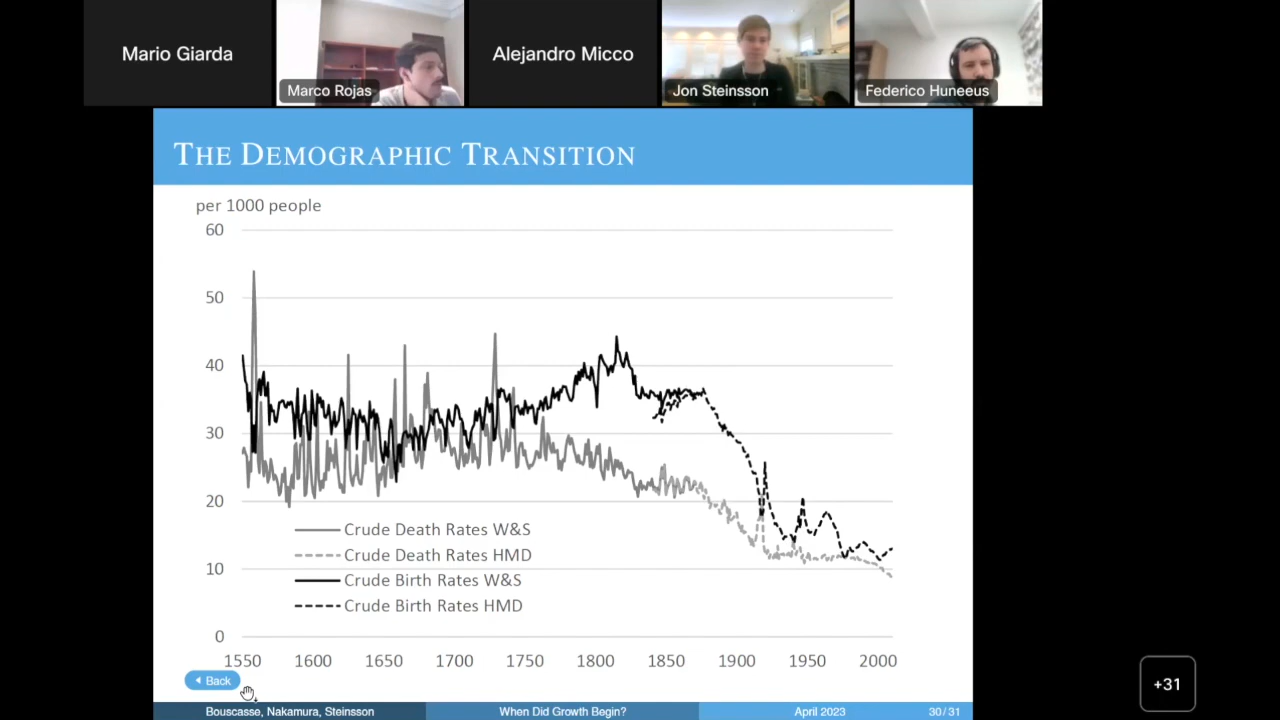 Mario Giarda
Marco Rojas
Alejandro Micco
Jon Steinsson
Federico Huneeus
THE DEMOGRAPHIC TRANSITION
per 1000 people
60
50
40
30
20
10
0
Crude Death Rates W&S
Crude Death Rates HMD
Crude Birth Rates W&S
Crude Birth Rates HMD
1550 1600 1650 1700 1750 1800 1850 1900 1950 2000
Back
Bouscasse, Nakamura, Steinsson When Did Growth Begin? April 2023 30/31
+31